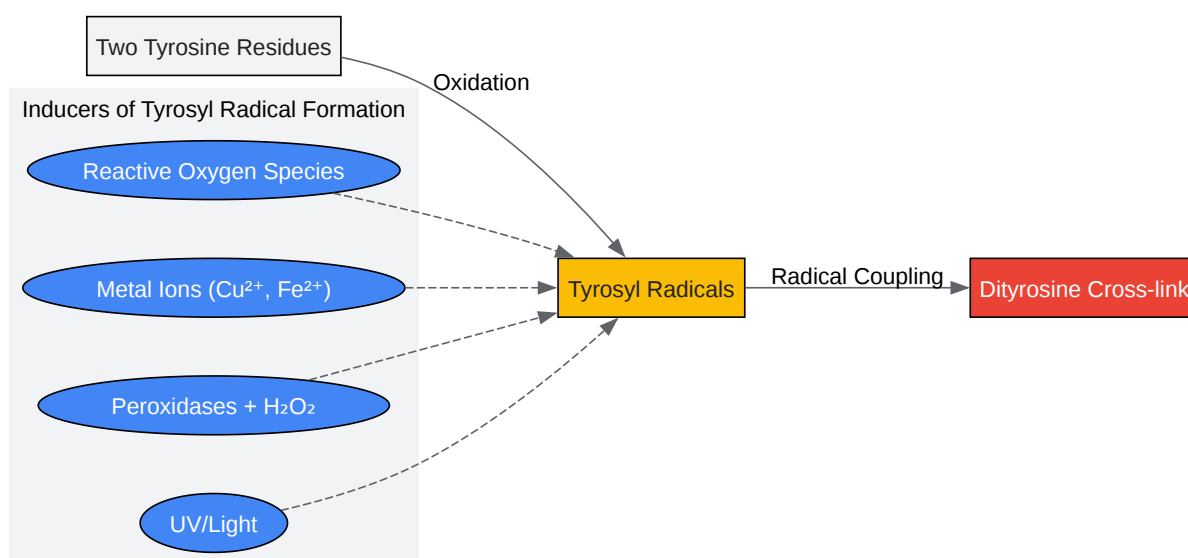 Two Tyrosine Residues
Oxidation
Inducers of Tyrosyl Radical Formation
Reactive Oxygen Species
Metal Ions (Cu²⁺, Fe²⁺)
Tyrosyl Radicals
Radical Coupling
Dityrosine Cross-link
Peroxidases + H₂O₂
UV/Light